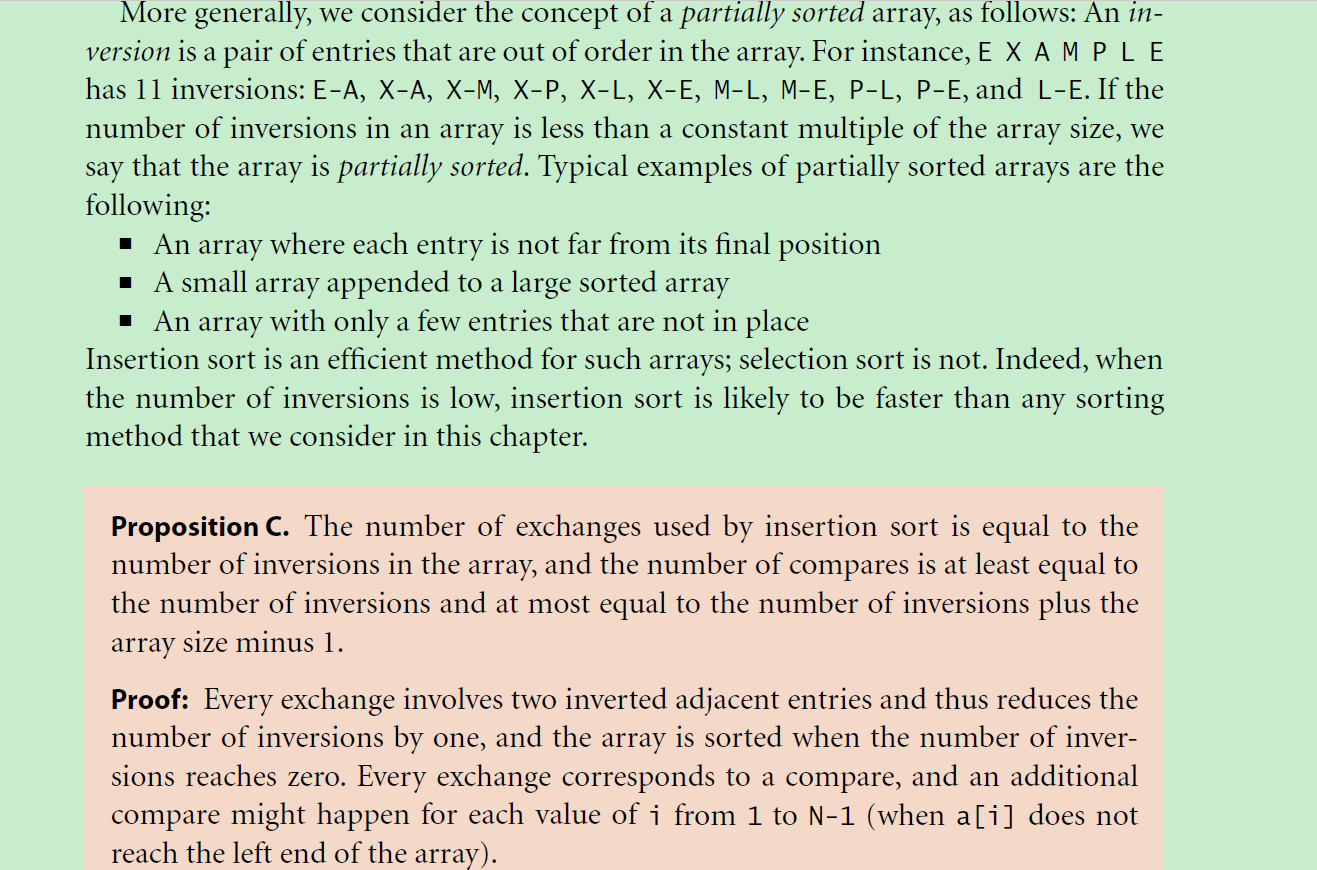 More generally, we consider the concept of a partially sorted array, as follows: An in-
version is a pair of entries that are out of order in the array. For instance, E X A M P L E
has 11 inversions: E-A, X-A, X-M, X-P, X-L, X-E, M-L, M-E, P-L, P-E, and L-E. If the
number of inversions in an array is less than a constant multiple of the array size, we
say that the array is partially sorted. Typical examples of partially sorted arrays are the
following:
■ An array where each entry is not far from its final position
■ A small array appended to a large sorted array
■ An array with only a few entries that are not in place
Insertion sort is an efficient method for such arrays; selection sort is not. Indeed, when
the number of inversions is low, insertion sort is likely to be faster than any sorting
method that we consider in this chapter.
Proposition C. The number of exchanges used by insertion sort is equal to the
number of inversions in the array, and the number of compares is at least equal to
the number of inversions and at most equal to the number of inversions plus the
array size minus 1.
Proof: Every exchange involves two inverted adjacent entries and thus reduces the
number of inversions by one, and the array is sorted when the number of inver-
sions reaches zero. Every exchange corresponds to a compare, and an additional
compare might happen for each value of i from 1 to N-1 (when a[i] does not
reach the left end of the array).